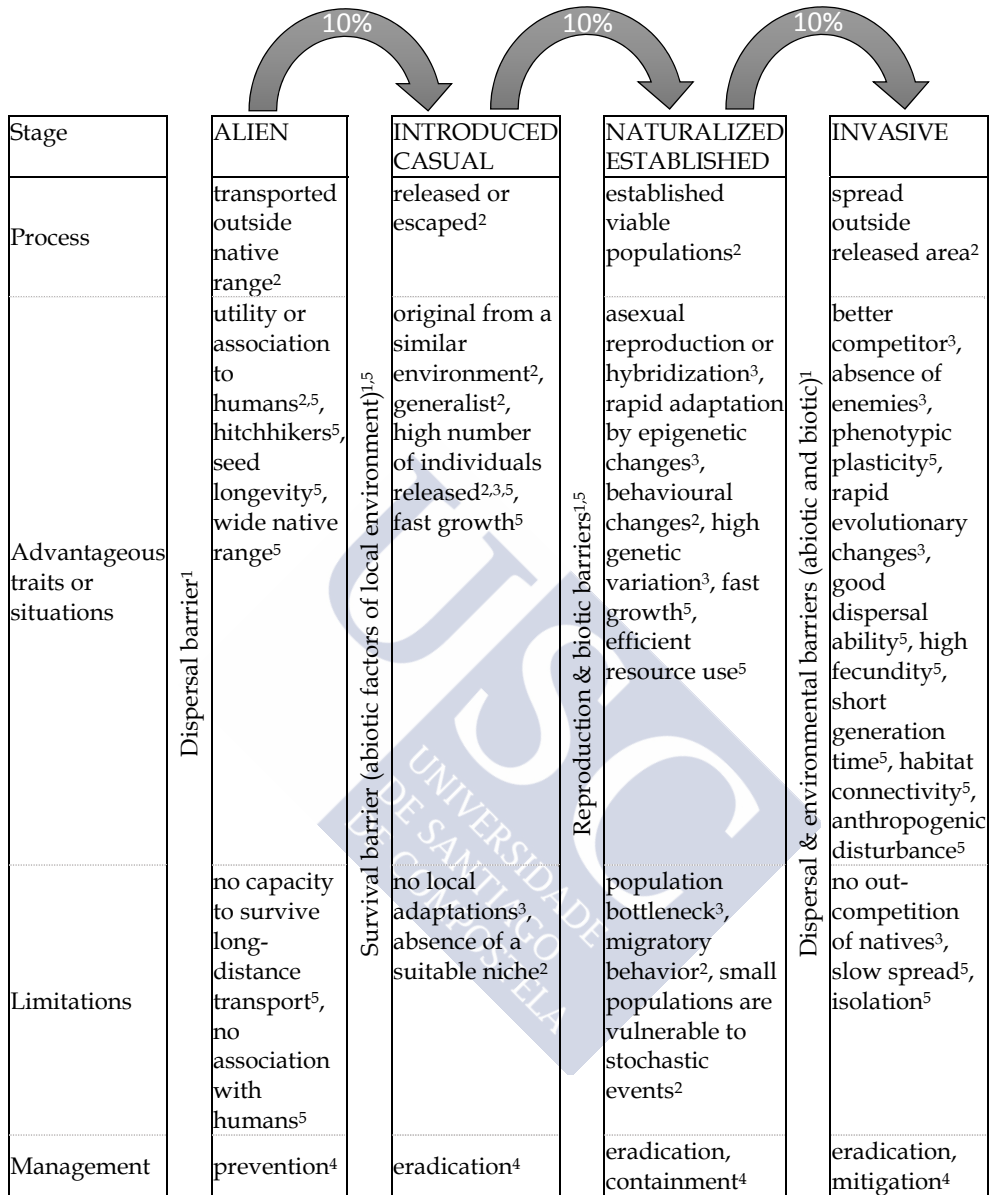 10%
10%
10%
Stage
ALIEN
INTRODUCED
CASUAL
NATURALIZED
ESTABLISHED
INVASIVE
Process
transported
outside
native
range²
released or
escaped²
established
viable
populations²
spread
outside
released area²
Advantageous
traits or
situations
Dispersal barrier¹
utility or
association
to
humans²,⁵,
hitchhikers⁵,
seed
longevity⁵,
wide native
range⁵
Survival barrier (abiotic factors of local environment)¹,⁵
original from a
similar
environment²,
generalist²,
high number
of individuals
released²,³,⁵,
fast growth⁵
Reproduction & biotic barriers¹,⁵
asexual
reproduction or
hybridization³,
rapid adaptation
by epigenetic
changes³,
behavioural
changes², high
genetic
variation³, fast
growth⁵,
efficient
resource use⁵
Dispersal & environmental barriers (abiotic and biotic)¹
better
competitor³,
absence of
enemies³,
phenotypic
plasticity⁵,
rapid
evolutionary
changes³,
good
dispersal
ability⁵, high
fecundity⁵,
short
generation
time⁵, habitat
connectivity⁵,
anthropogenic
disturbance⁵
Limitations
no capacity
to survive
long-
distance
transport⁵,
no
association
with
humans⁵
no local
adaptations³,
absence of a
suitable niche²
population
bottleneck³,
migratory
behavior², small
populations are
vulnerable to
stochastic
events²
no out-
competition
of natives³,
slow spread⁵,
isolation⁵
Management
prevention⁴
eradication⁴
eradication,
containment⁴
eradication,
mitigation⁴
USC
UNIVERSIDADE
DE SANTIAGO
DE COMPOSTELA